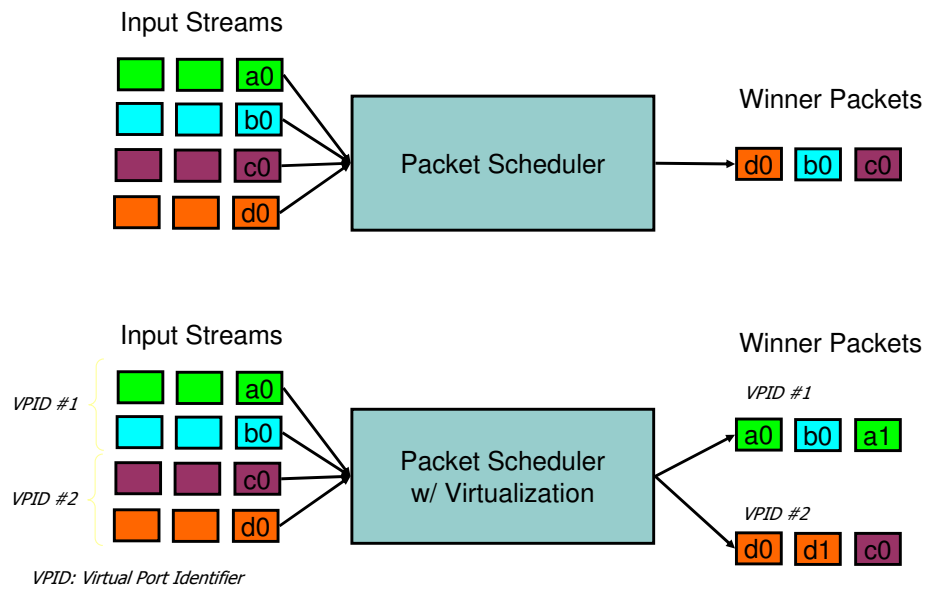 Input Streams
a0
b0
c0
d0
Packet Scheduler
Winner Packets
d0 b0 c0
Input Streams
VPID #1
VPID #2
a0
b0
c0
d0
Packet Scheduler
w/ Virtualization
Winner Packets
VPID #1
a0 b0 a1
VPID #2
d0 d1 c0
VPID: Virtual Port Identifier